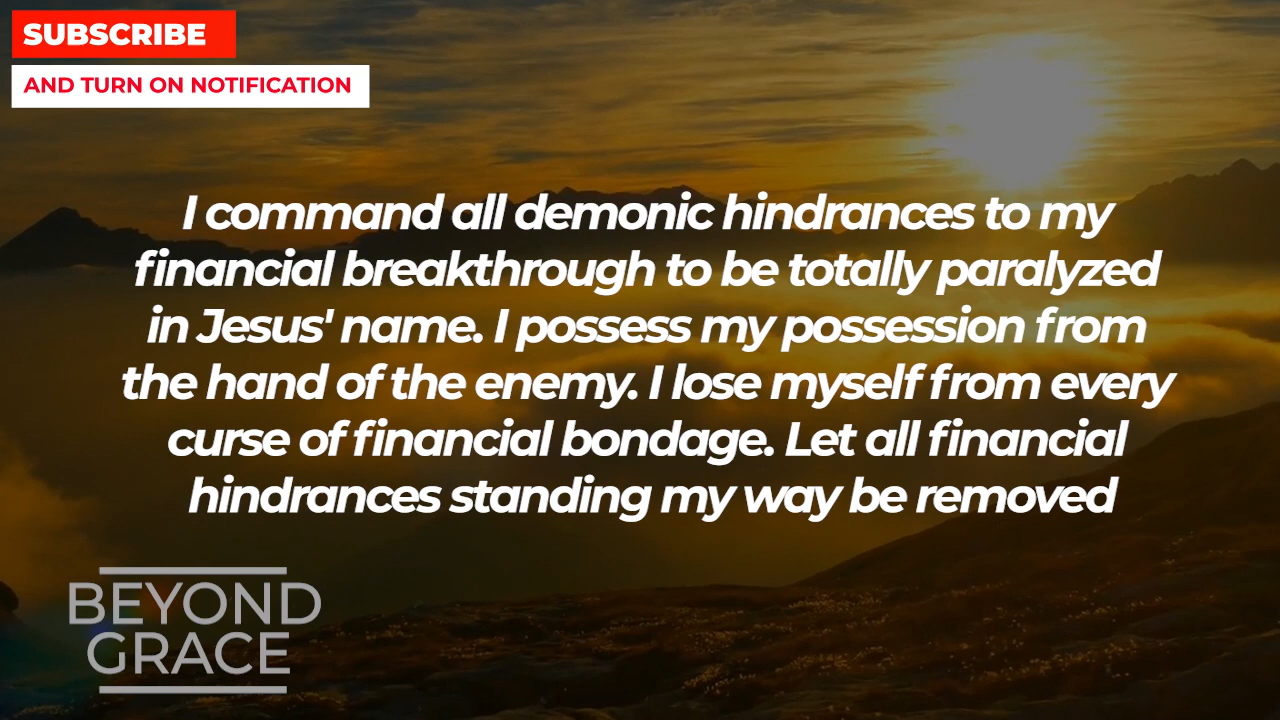 SUBSCRIBE
AND TURN ON NOTIFICATION
I command all demonic hindrances to my
financial breakthrough to be totally paralyzed
in Jesus' name. I possess my possession from
the hand of the enemy. I lose myself from every
curse of financial bondage. Let all financial
hindrances standing my way be removed
BEYOND
GRACE